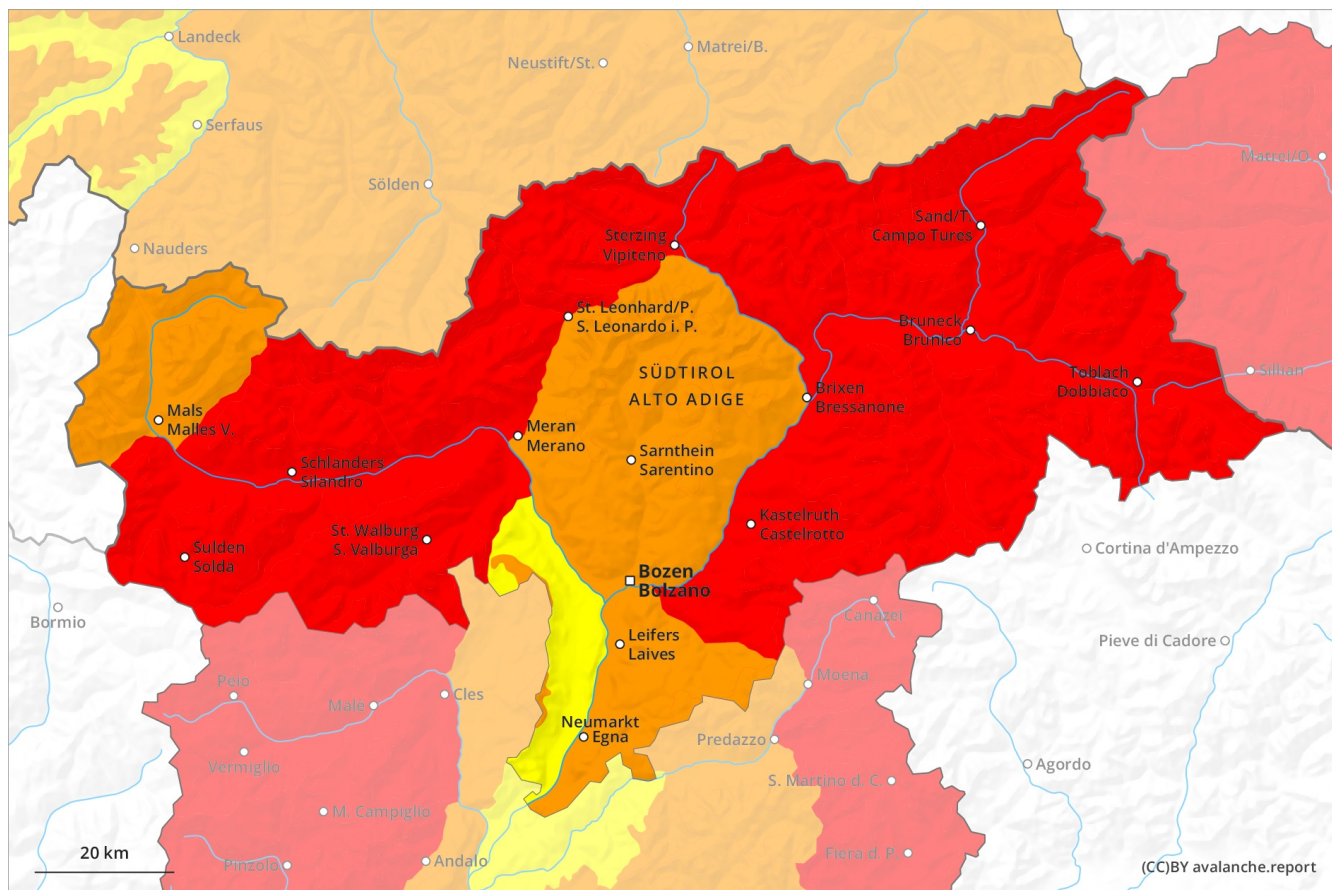 Landeck
Matrei/B.
Neustift/St.
Serfaus
Matrei/O.
Sölden
Sand/T.
Campo Tures
Sterzing
Vipiteno
Nauders
St. Leonhard/P.
S. Leonardo i. P.
Bruneck
Brunico
SÜDTIROL
ALTO ADIGE
Toblach
Dobbiaco
Sillian
Brixen
Bressanone
Mals
Malles V.
Meran
Merano
Sarnthein
Sarentino
Schlanders
Silandro
Kastelruth
Castelrotto
St. Walburg
S. Valburga
Sulden
Solda
Cortina d'Ampezzo
Bozen
Bolzano
Bormio
Canazei
Leifers
Laives
Pieve di Cadore
Peio
Moena
Malè
Cles
Neumarkt
Egna
Predazzo
Vermiglio
Agordo
S. Martino d. C.
M. Campiglio
20 km
Pinzolo
Andalo
Fiera d. P.
(CC)BY avalanche.report